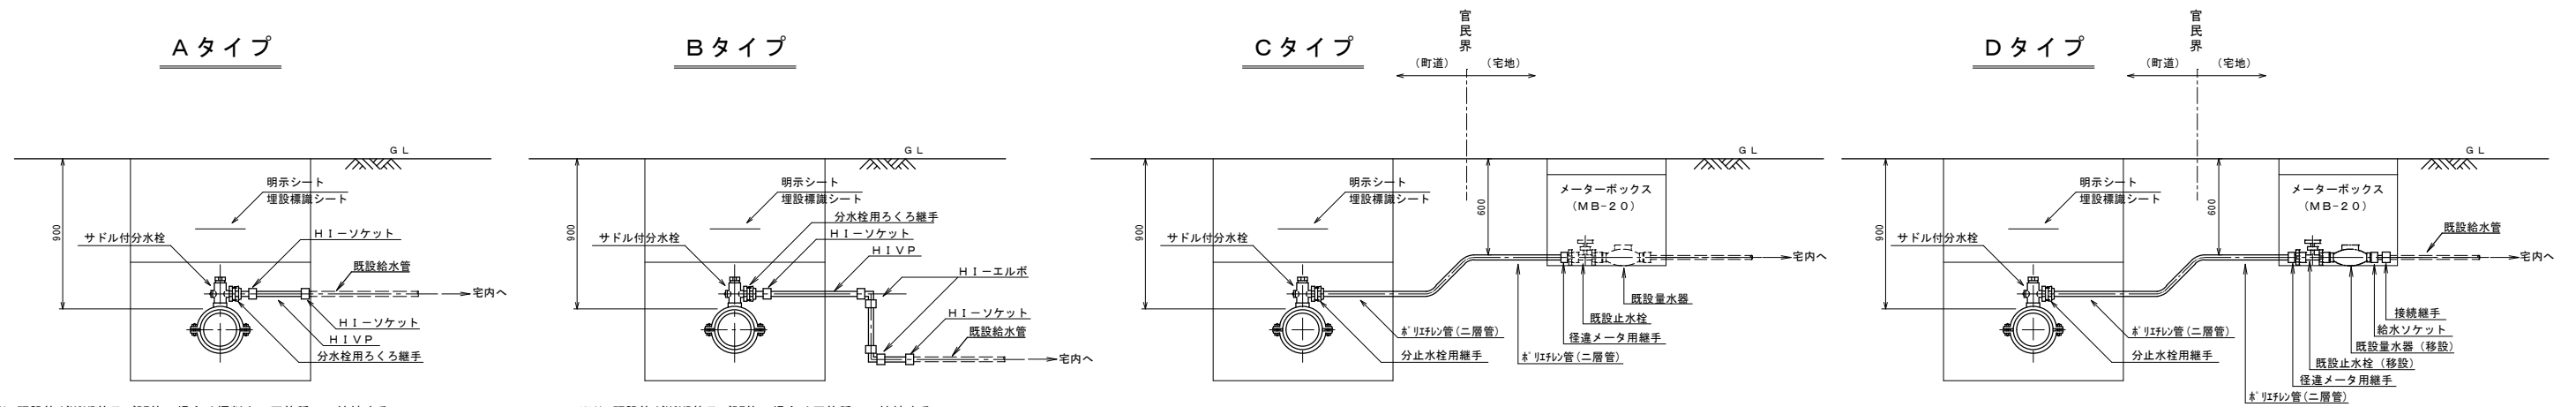 Aタイプ
GL
明示シート
埋設標識シート
900
サドル付分水栓
HI-ソケット
既設給水管
宅内へ
HI-ソケット
HIVP
分水栓用ろくろ継手
Bタイプ
GL
明示シート
埋設標識シート
900
分水栓用ろくろ継手
HI-ソケット
サドル付分水栓
HIVP
HI-エルボ
HI-ソケット
既設給水管
宅内へ
Cタイプ
官民界
(町道)
(宅地)
GL
明示シート
埋設標識シート
900
600
メーターボックス
(MB-20)
サドル付分水栓
宅内へ
既設量水器
既設止水栓
ポリエチレン管(二層管)
径違メータ用継手
分止水栓用継手
ポリエチレン管(二層管)
Dタイプ
官民界
(町道)
(宅地)
GL
明示シート
埋設標識シート
900
600
メーターボックス
(MB-20)
既設給水管
サドル付分水栓
宅内へ
接続継手
ポリエチレン管(二層管)
給水ソケット
既設量水器(移設)
分止水栓用継手
既設止水栓(移設)
径違メータ用継手
ポリエチレン管(二層管)